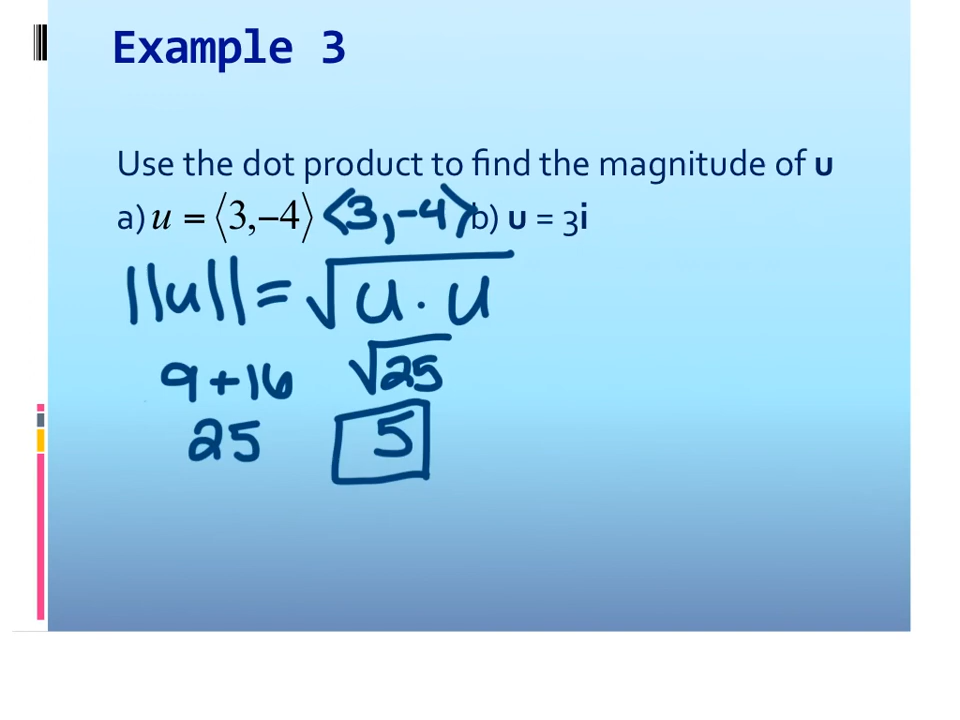 Example 3
Use the dot product to find the magnitude of u
a) u = ⟨3,−4⟩ ⟨3,-4⟩ b) u = 3i
||u|| = √u · u
9+16 √25
25 5